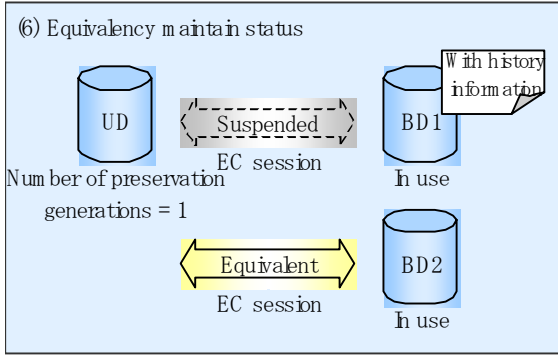 (6) Equivalency maintain status
With history
information
UD
Suspended
BD1
EC session
Number of preservation
generations = 1
In use
Equivalent
BD2
EC session
In use